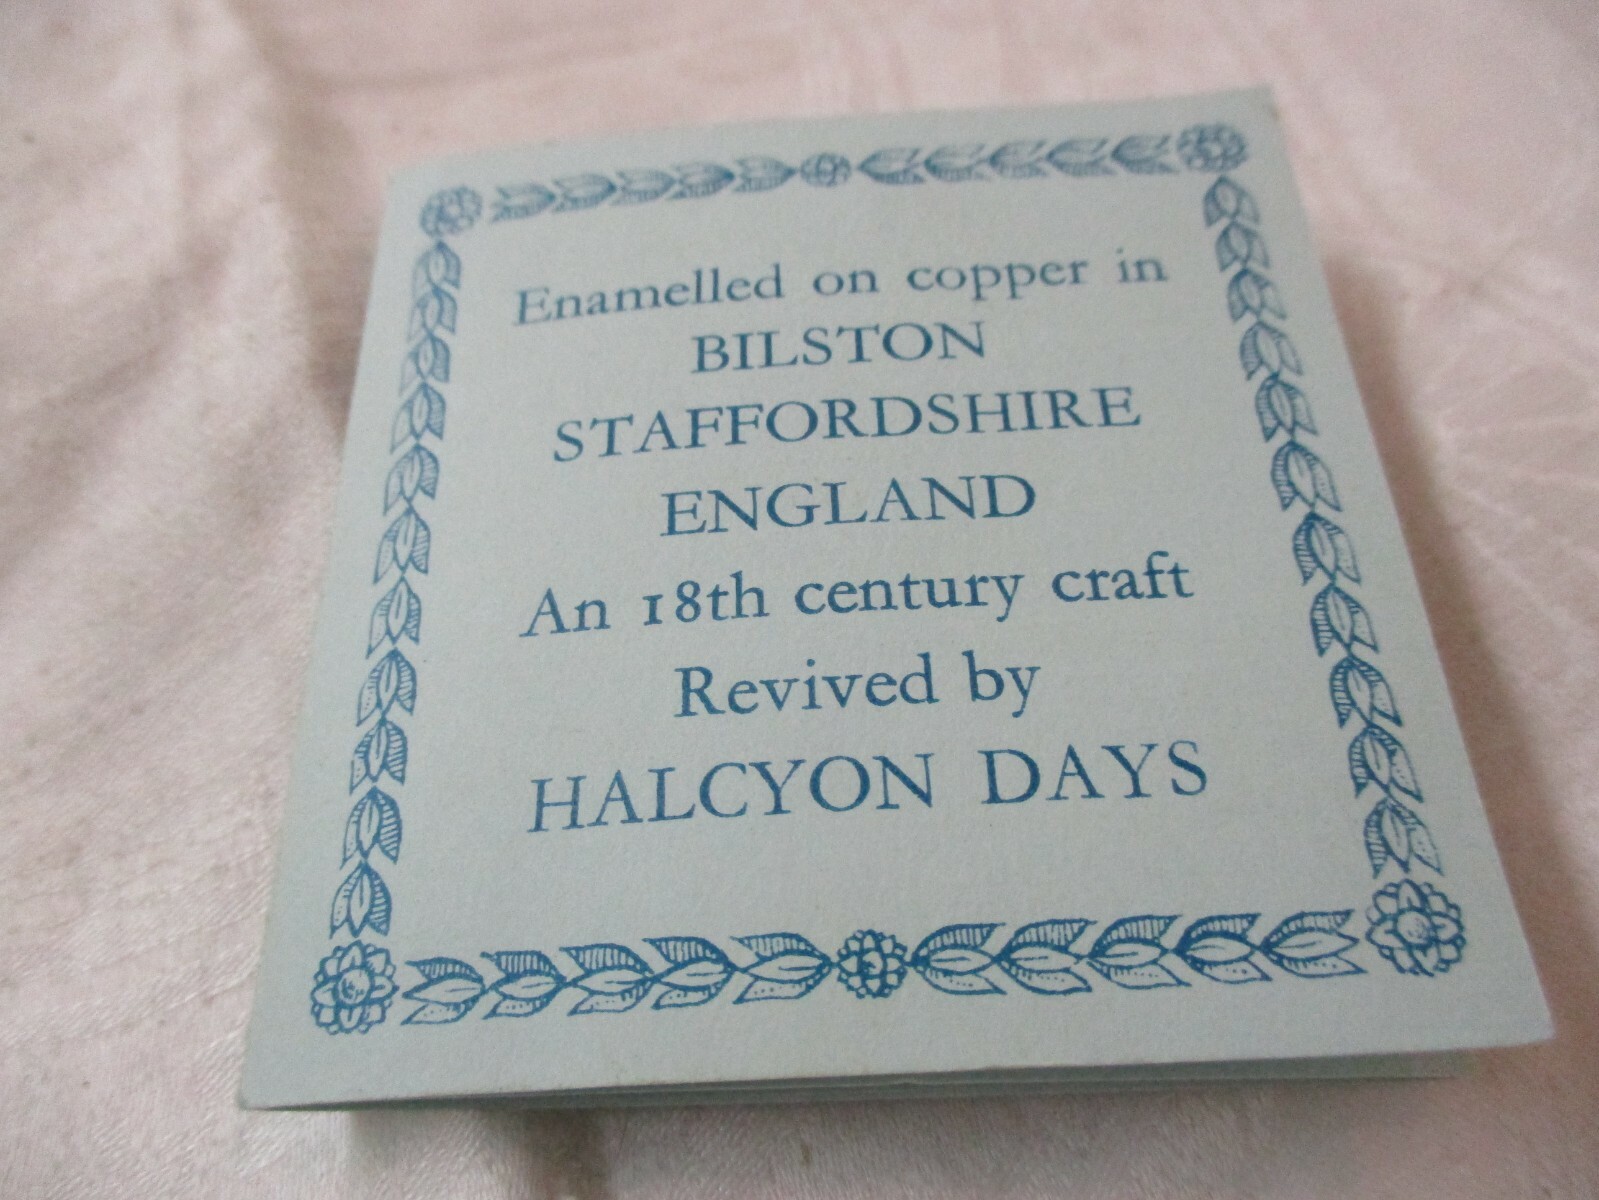 Enamelled on copper in
BILSTON
STAFFORDSHIRE
ENGLAND
An 18th century craft
Revived by
HALCYON DAYS